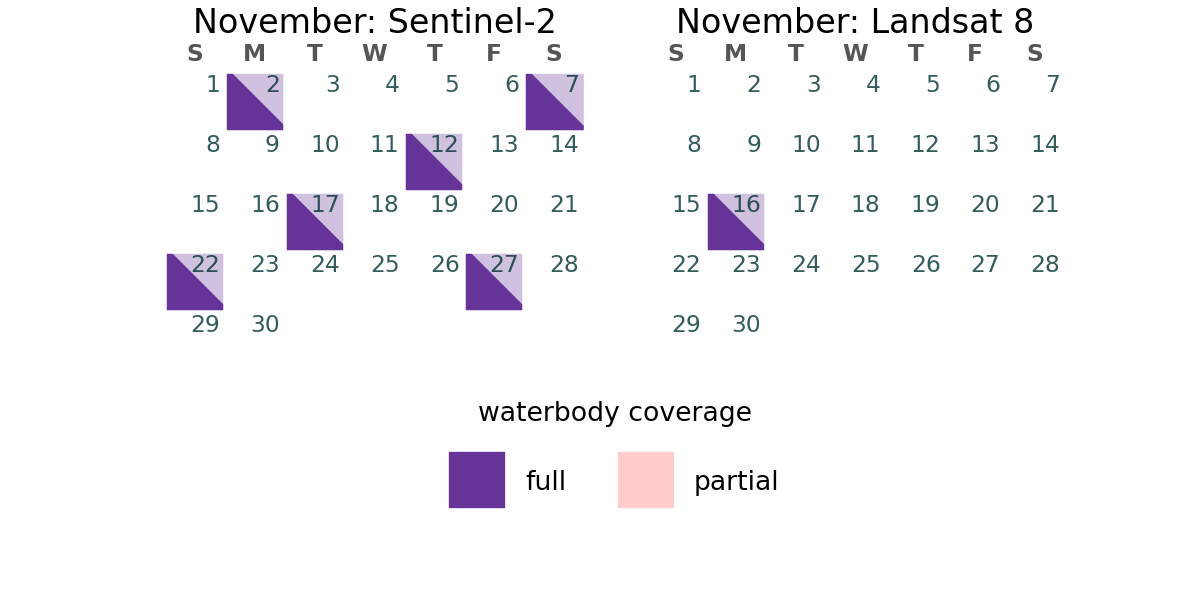 November: Sentinel-2
S M T W T F S
1 2 3 4 5 6 7
8 9 10 11 12 13 14
15 16 17 18 19 20 21
22 23 24 25 26 27 28
29 30
November: Landsat 8
S M T W T F S
1 2 3 4 5 6 7
8 9 10 11 12 13 14
15 16 17 18 19 20 21
22 23 24 25 26 27 28
29 30
waterbody coverage
full
partial